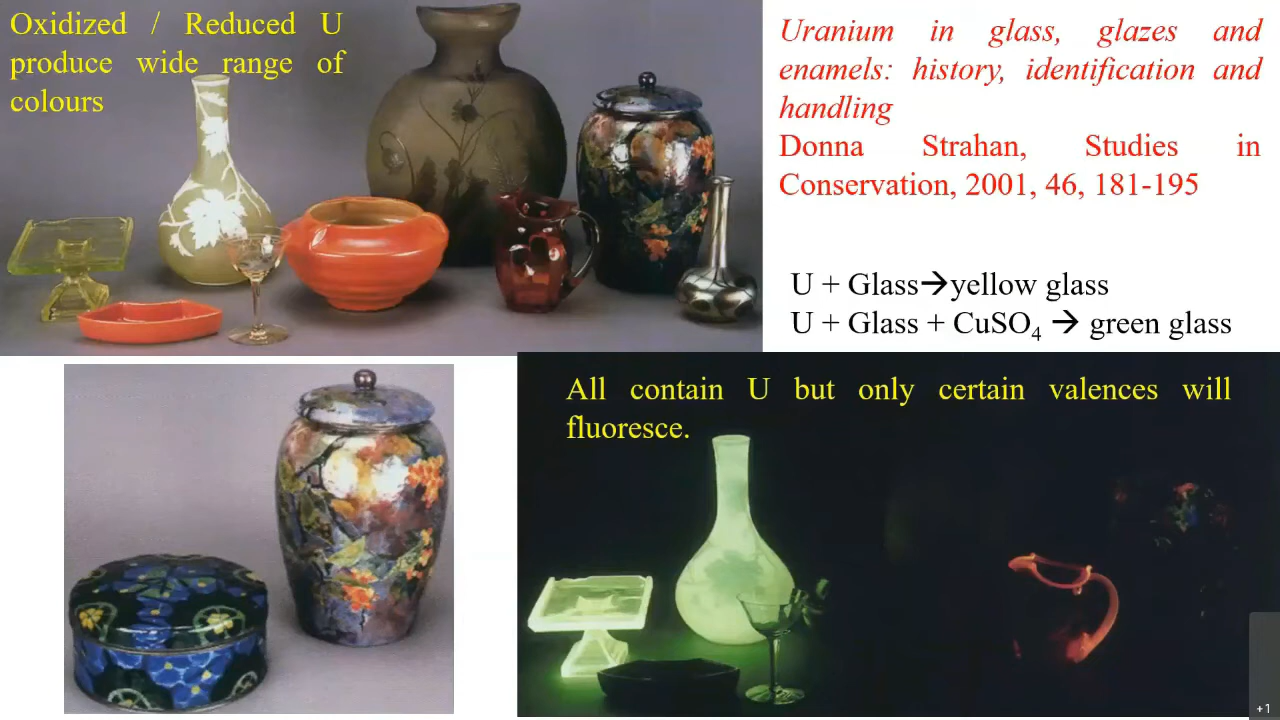 Oxidized / Reduced U
produce wide range of
colours
Uranium in glass, glazes and
enamels: history, identification and
handling
Donna Strahan, Studies in
Conservation, 2001, 46, 181-195
U + Glass→yellow glass
U + Glass + CuSO₄ → green glass
All contain U but only certain valences will
fluoresce.
+1